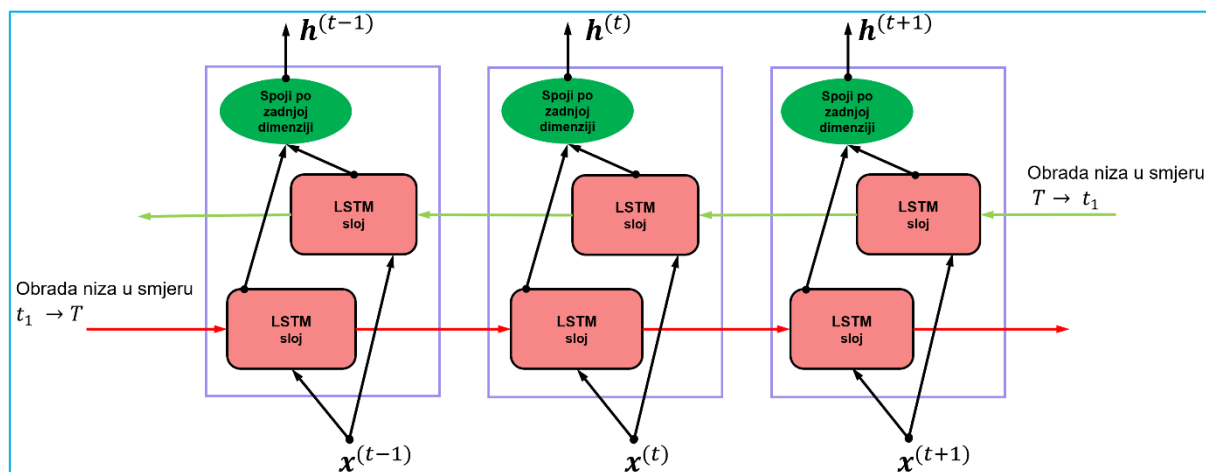 h^(t−1)
h^(t)
h^(t+1)
Spoji po
zadnjoj
dimenziji
Spoji po
zadnjoj
dimenziji
Spoji po
zadnjoj
dimenziji
LSTM
sloj
LSTM
sloj
LSTM
sloj
Obrada niza u smjeru
T → t₁
Obrada niza u smjeru
t₁ → T
LSTM
sloj
LSTM
sloj
LSTM
sloj
x^(t−1)
x^(t)
x^(t+1)